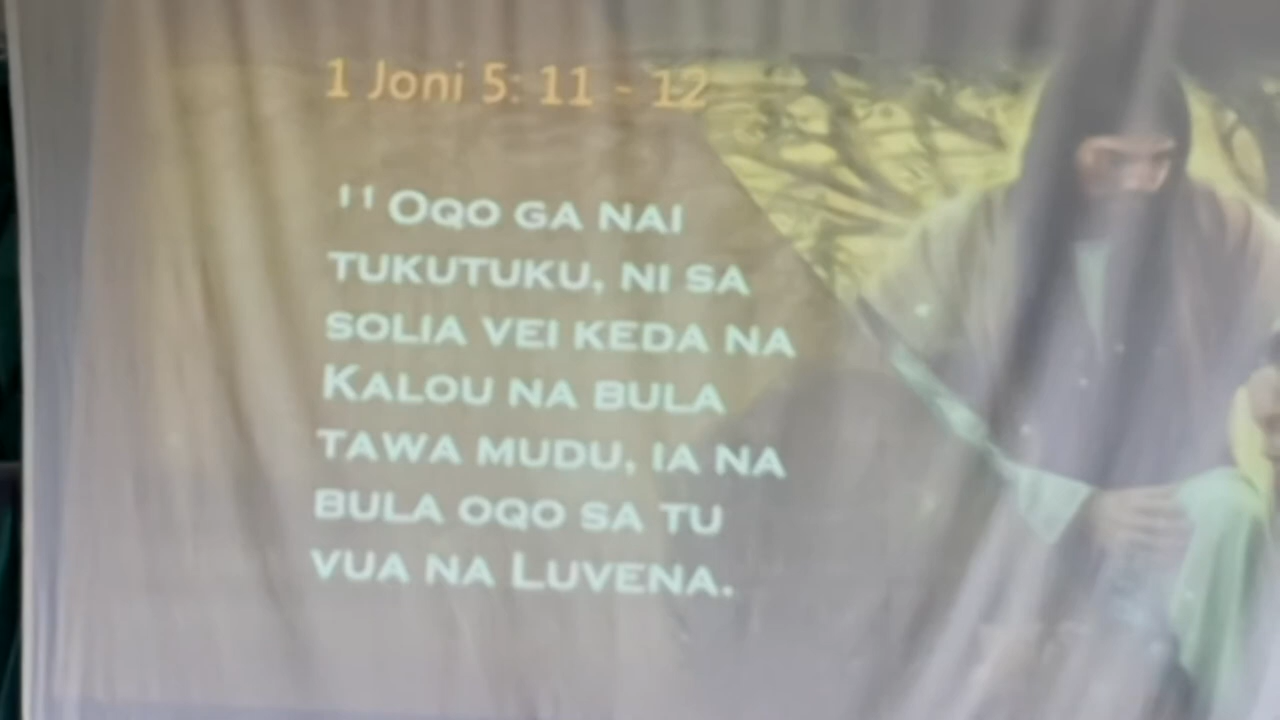 1 Joni 5: 11 - 12
11 OQO GA NAI
TUKUTUKU, NI SA
SOLIA VEI KEDA NA
KALOU NA BULA
TAWA MUDU, IA NA
BULA OQO SA TU
VUA NA LUVENA.